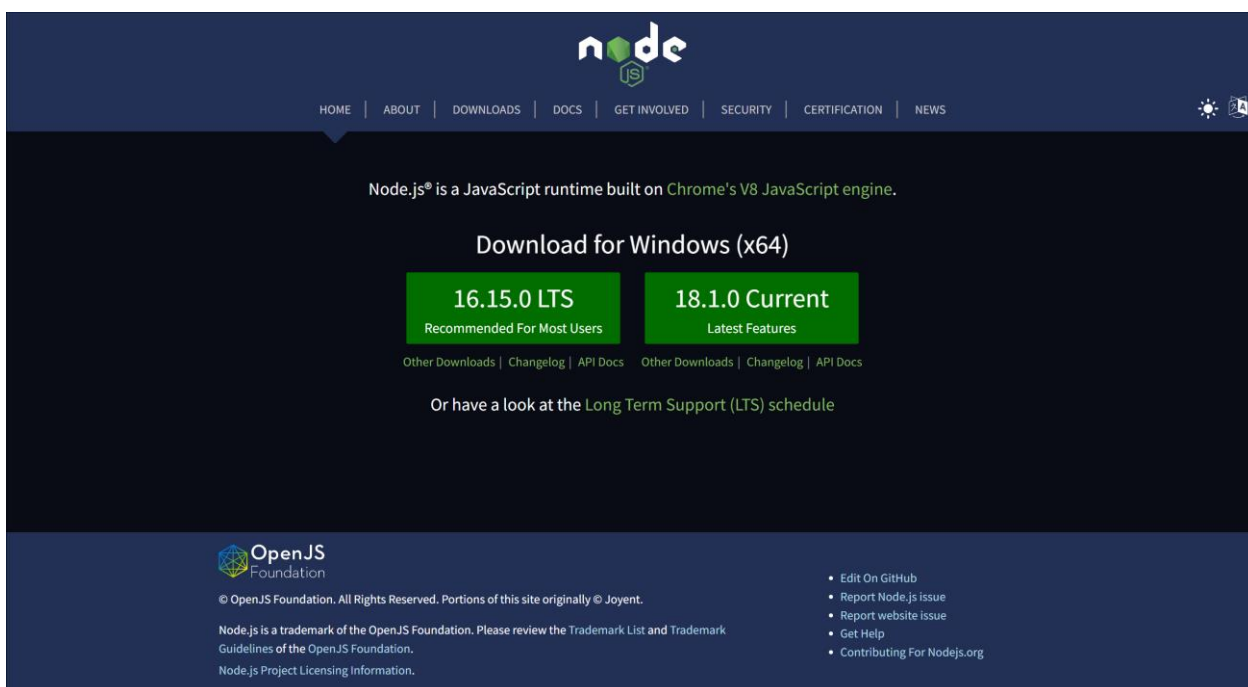 node
JS
HOME | ABOUT | DOWNLOADS | DOCS | GET INVOLVED | SECURITY | CERTIFICATION | NEWS
Node.js® is a JavaScript runtime built on Chrome's V8 JavaScript engine.
Download for Windows (x64)
16.15.0 LTS
Recommended For Most Users
18.1.0 Current
Latest Features
Other Downloads | Changelog | API Docs
Other Downloads | Changelog | API Docs
Or have a look at the Long Term Support (LTS) schedule
OpenJS
Foundation
© OpenJS Foundation. All Rights Reserved. Portions of this site originally © Joyent.
Node.js is a trademark of the OpenJS Foundation. Please review the Trademark List and Trademark
Guidelines of the OpenJS Foundation.
Node.js Project Licensing Information.
Edit On GitHub
Report Node.js issue
Report website issue
Get Help
Contributing For Nodejs.org